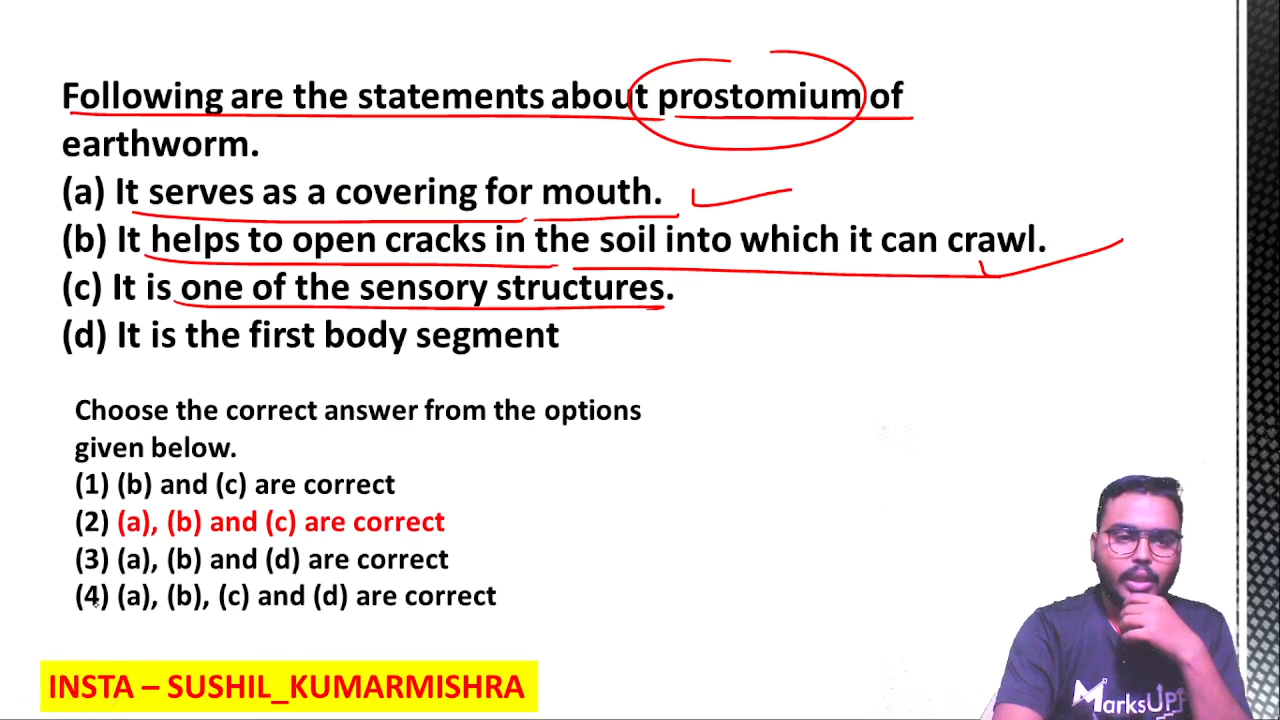 Following are the statements about prostomium of
earthworm.
(a) It serves as a covering for mouth.
(b) It helps to open cracks in the soil into which it can crawl.
(c) It is one of the sensory structures.
(d) It is the first body segment
Choose the correct answer from the options
given below.
(1) (b) and (c) are correct
(2) (a), (b) and (c) are correct
(3) (a), (b) and (d) are correct
(4) (a), (b), (c) and (d) are correct
INSTA – SUSHIL_KUMARMISHRA
MarksUP